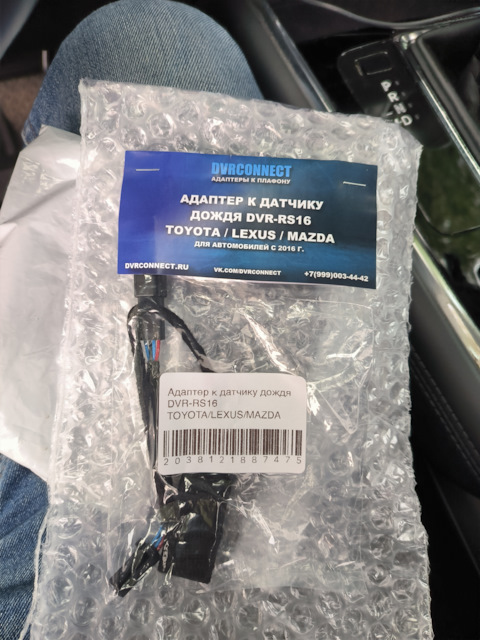 DVRCONNECT
АДАПТЕРЫ К ПЛАФОНУ
АДАПТЕР К ДАТЧИКУ
ДОЖДЯ DVR-RS16
TOYOTA / LEXUS / MAZDA
ДЛЯ АВТОМОБИЛЕЙ С 2016 Г.
DVRCONNECT.RU
VK.COM/DVRCONNECT
+7(999)003-44-42
Адаптер к датчику дождя
DVR-RS16
TOYOTA/LEXUS/MAZDA
2038121887475
P
R
N
D